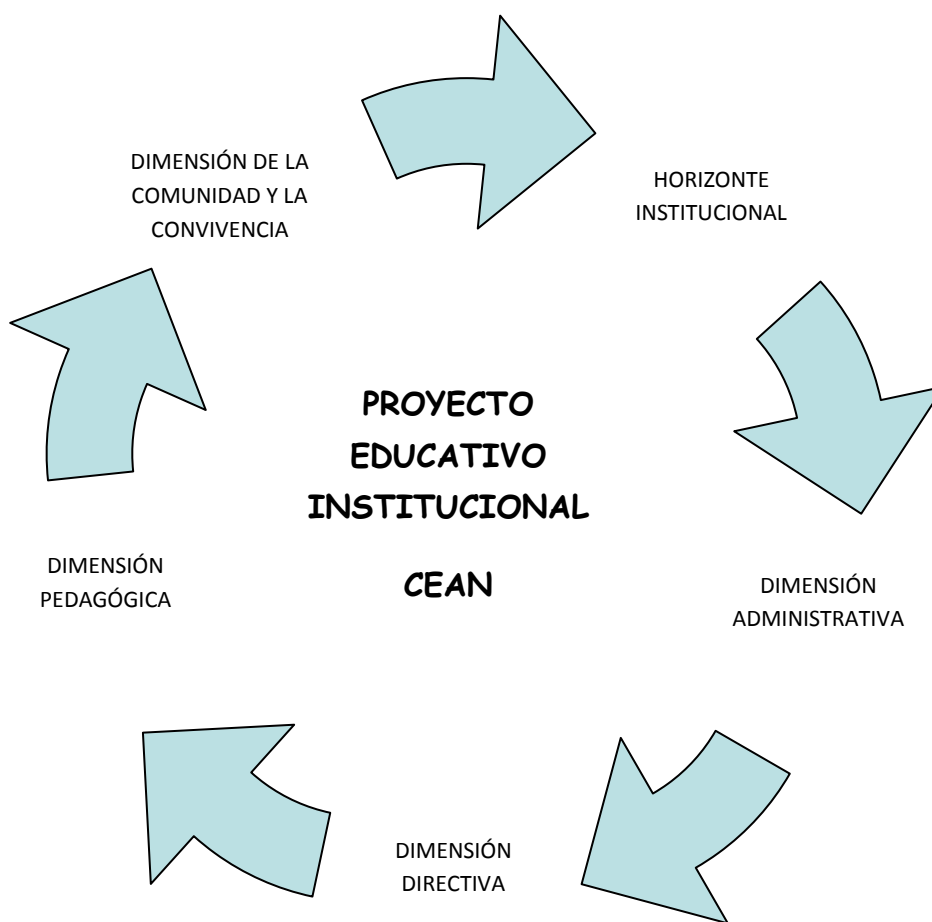 DIMENSIÓN DE LA
COMUNIDAD Y LA
CONVIVENCIA
HORIZONTE
INSTITUCIONAL
PROYECTO
EDUCATIVO
INSTITUCIONAL
CEAN
DIMENSIÓN
PEDAGÓGICA
DIMENSIÓN
ADMINISTRATIVA
DIMENSIÓN
DIRECTIVA